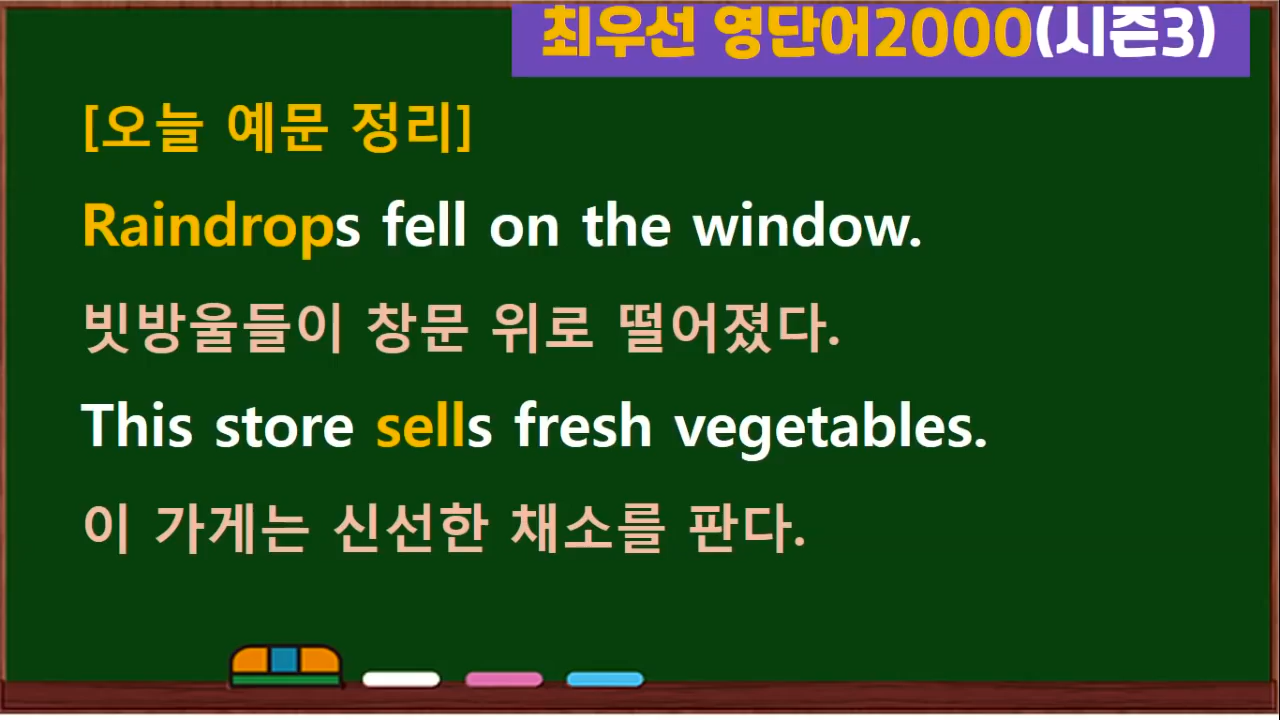 최우선 영단어2000(시즌3)
[오늘 예문 정리]
Raindrops fell on the window.
빗방울들이 창문 위로 떨어졌다.
This store sells fresh vegetables.
이 가게는 신선한 채소를 판다.